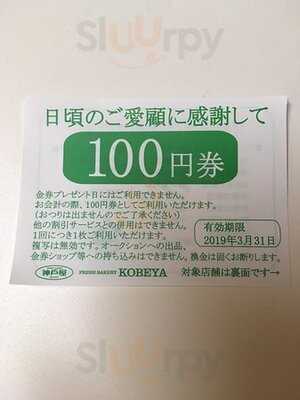 Sluurpy
日頃のご愛顧に感謝して
100円券
金券プレゼント日にはご利用できません。
お会計の際、100円券としてご利用いただけます。
(おつりは出ませんのでご了承ください)
他の割引サービスとの併用はできません。
1回につき1枚ご利用いただけます。
複写は無効です。オークションへの出品、
金券ショップ等への持ち込みはできません。換金は固くお断りします。
有効期限
2019年3月31日
神戸屋 FRESH BAKERY KOBEYA 対象店舗は裏面です→
Sluurpy